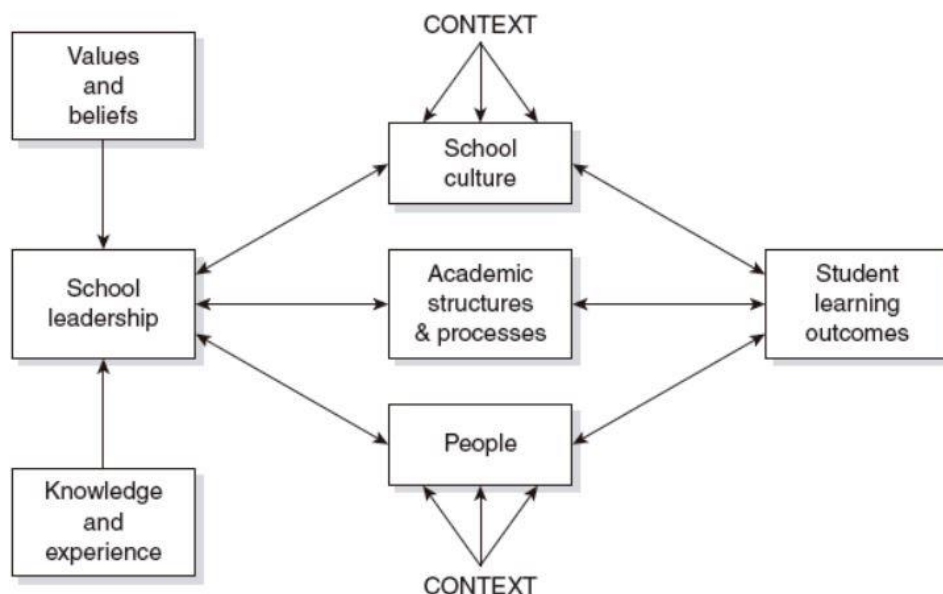 CONTEXT
Values
and
beliefs
School
culture
School
leadership
Academic
structures
& processes
Student
learning
outcomes
People
Knowledge
and
experience
CONTEXT